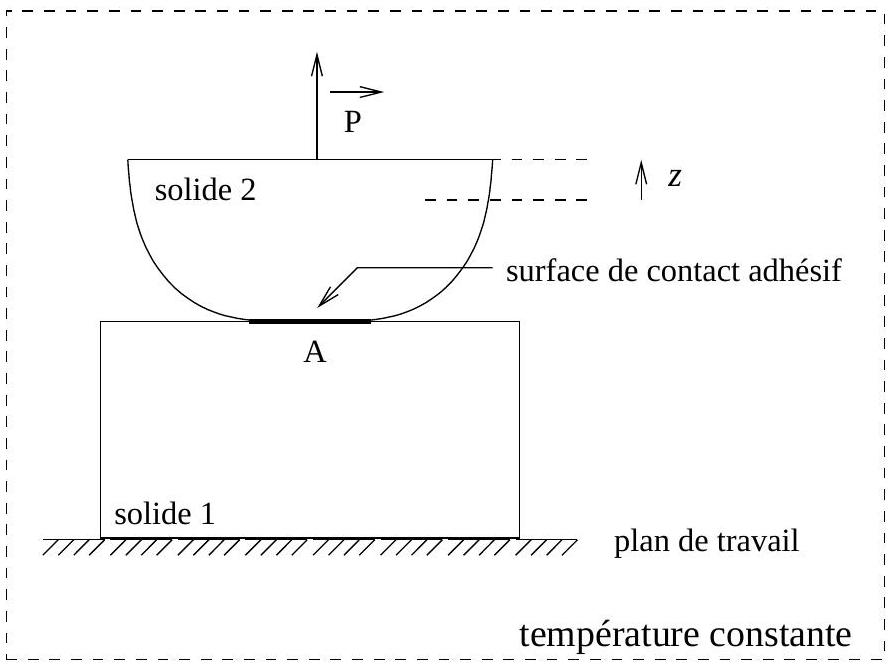 P
solide 2
z
surface de contact adhésif
A
solide 1
plan de travail
température constante